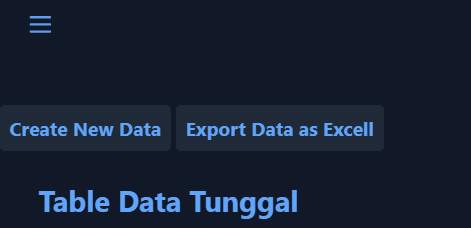 Create New Data Export Data as Excell
Table Data Tunggal